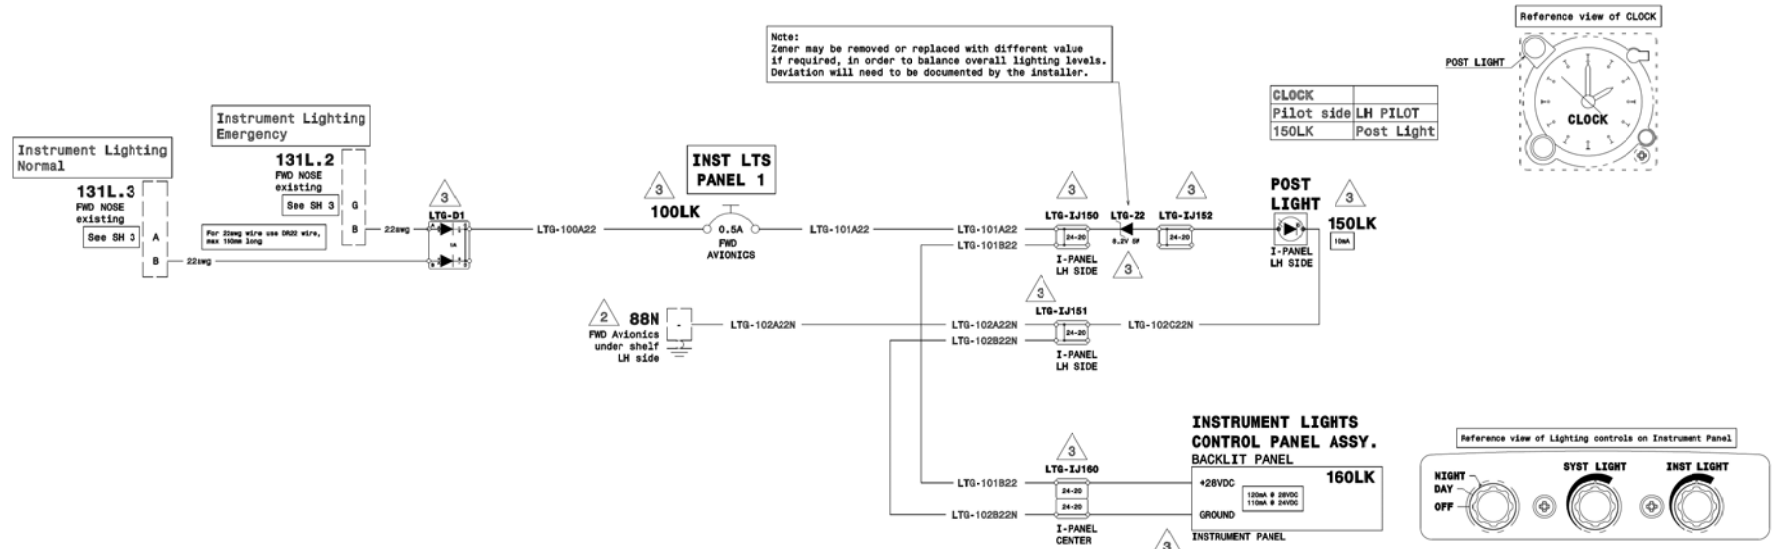 Reference view of CLOCK
POST LIGHT
CLOCK
Note:
Zener may be removed or replaced with different value
if required, in order to balance overall lighting levels.
Deviation will need to be documented by the installer.
CLOCK
Pilot side LH PILOT
150LK Post Light
Instrument Lighting
Normal
131L.3
FWD NOSE
existing
See SH 3
A
B
22awg
Instrument Lighting
Emergency
131L.2
FWD NOSE
existing
See SH 3
G
B
22awg
For 22awg wire use DR22 wire,
max 150mm long
3
LTG-D1
1A
LTG-100A22
3
100LK
INST LTS
PANEL 1
0.5A
FWD
AVIONICS
LTG-101A22
LTG-101A22
LTG-101B22
3
LTG-IJ150
24-20
I-PANEL
LH SIDE
LTG-Z2
8.2V 5W
3
3
LTG-IJ152
24-20
POST
LIGHT
I-PANEL
LH SIDE
3
150LK
10mA
2
88N
-
FWD Avionics
under shelf
LH side
LTG-102A22N
LTG-102A22N
LTG-102B22N
3
LTG-IJ151
24-20
I-PANEL
LH SIDE
LTG-102C22N
LTG-101B22
LTG-102B22N
3
LTG-IJ160
24-20
24-20
I-PANEL
CENTER
INSTRUMENT LIGHTS
CONTROL PANEL ASSY.
BACKLIT PANEL
160LK
+28VDC
120mA @ 28VDC
110mA @ 24VDC
GROUND
INSTRUMENT PANEL
3
Reference view of Lighting controls on Instrument Panel
NIGHT
DAY
OFF
SYST LIGHT
INST LIGHT